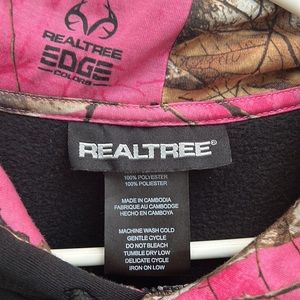 REALTREE
EDGE
COLORS
REALTREE®
100% POLYESTER
100% POLIESTER
MADE IN CAMBODIA
FABRIQUE AU CAMBODGE
HECHO EN CAMBOYA
MACHINE WASH COLD
GENTLE CYCLE
DO NOT BLEACH
TUMBLE DRY LOW
DELICATE CYCLE
IRON ON LOW